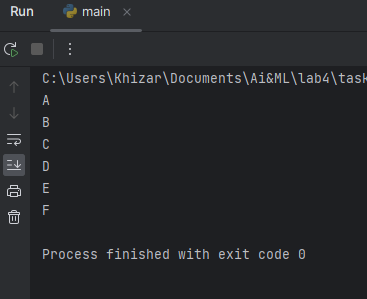 Run main
C:\Users\Khizar\Documents\Ai&ML\lab4\task
A
B
C
D
E
F
Process finished with exit code 0